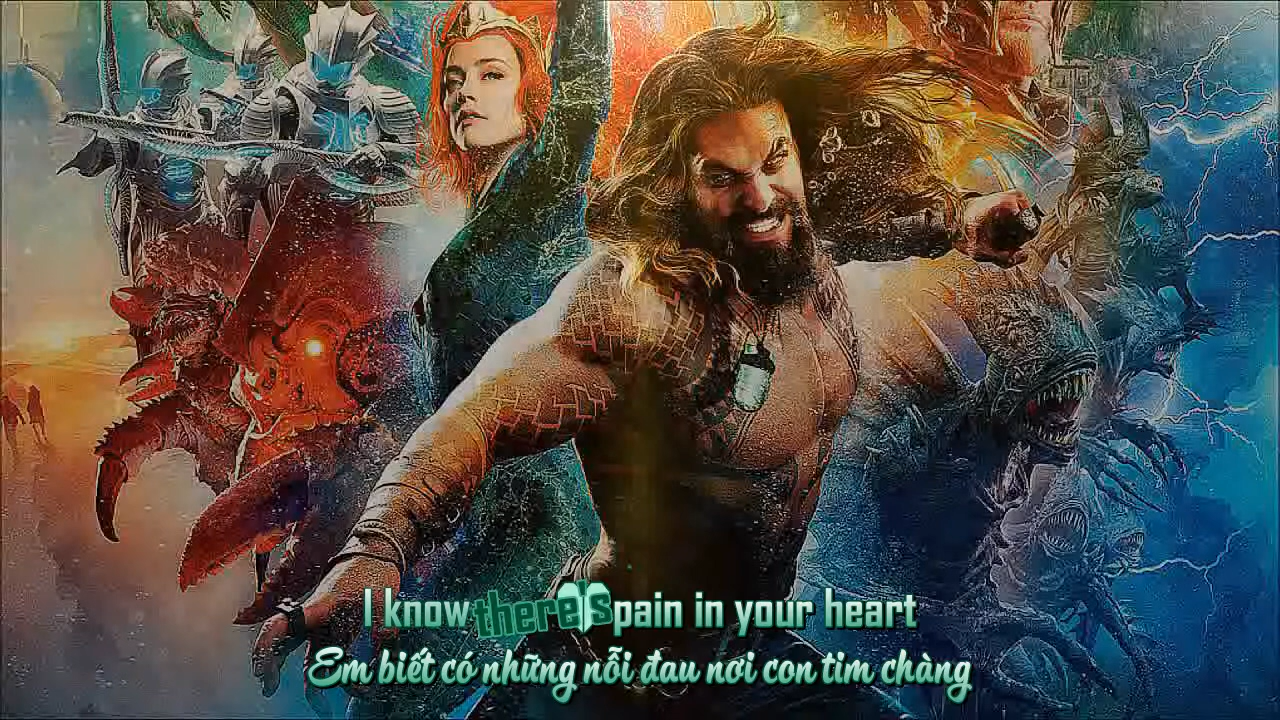 I know there's pain in your heart
Em biết có những nỗi đau nơi con tim chàng